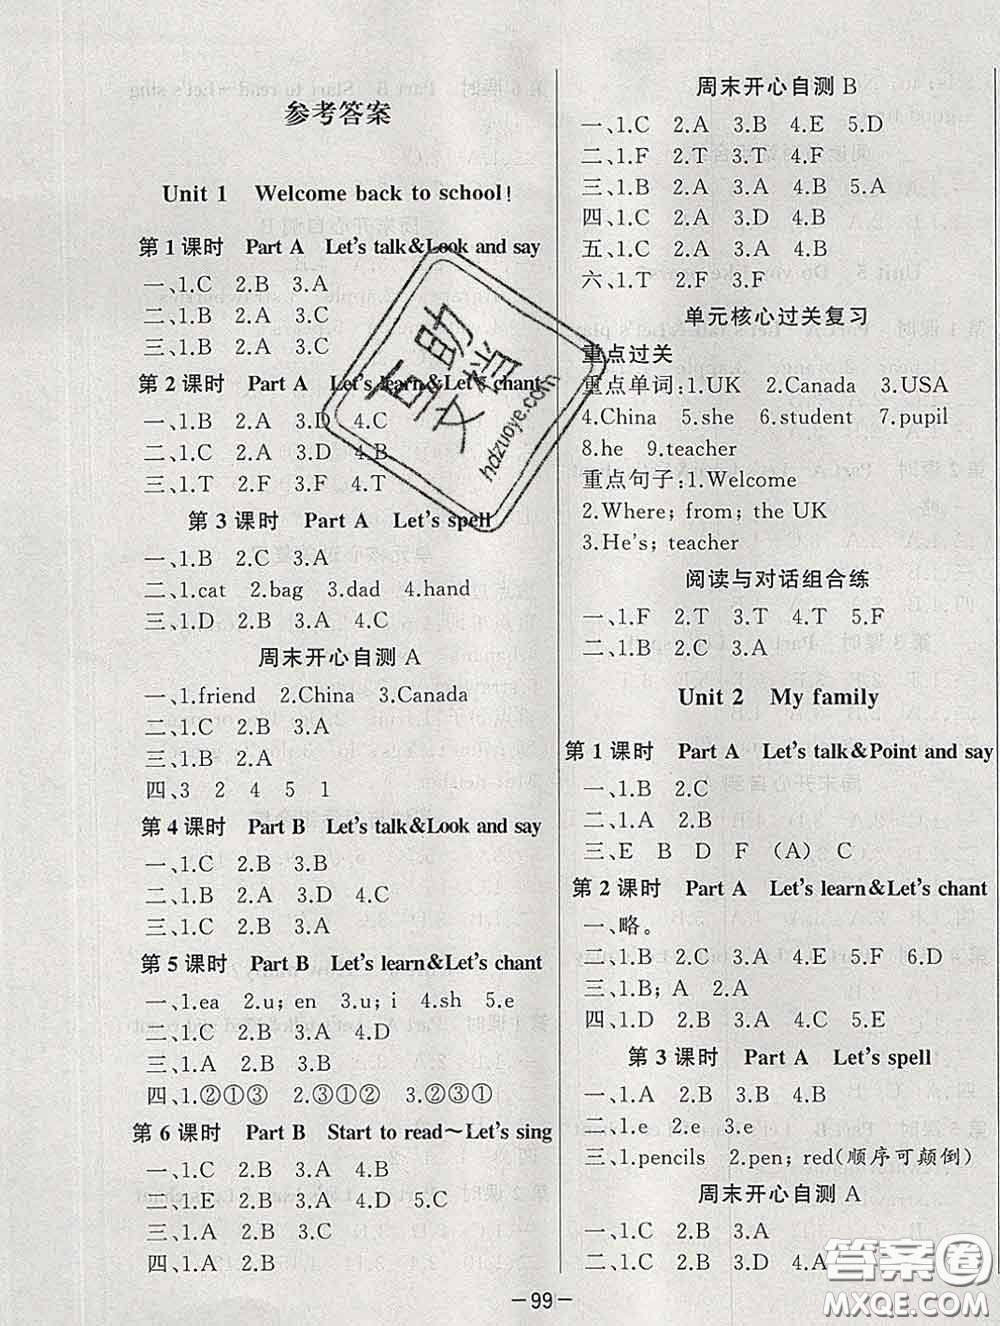 参考答案
Unit 1 Welcome back to school!
第1课时 Part A Let's talk&Look and say
一、1.C 2.B 3.A
二、1.B 2.A 3.C
三、1.C 2.A 3.B
第2课时 Part A Let's learn&Let's chant
一、1.B 2.A 3.D 4.C
二、1.B 2.A 3.D 4.C
三、1.T 2.F 3.F 4.T
第3课时 Part A Let's spell
一、1.B 2.C 3.A
二、1.cat 2.bag 3.dad 4.hand
三、1.D 2.B 3.A 4.C
周末开心自测 A
一、1.friend 2.China 3.Canada
二、1.C 2.B 3.A
三、1.B 2.C 3.A
四、3 2 4 5 1
第4课时 Part B Let's talk&Look and say
一、1.C 2.B 3.B
二、1.B 2.A 3.D 4.C
三、1.C 2.B 3.A
第5课时 Part B Let's learn&Let's chant
一、1.ea 2.u; en 3.u; i 4.sh 5.e
二、1.C 2.B 3.A 4.D
三、1.A 2.B 3.A 4.B
四、1.②①③ 2.③①② 3.②③①
第6课时 Part B Start to read~Let's sing
一、1.C 2.B 3.A 4.B
二、1.E 2.B 3.A 4.D 5.C
三、1.A 2.B 3.A
四、1.A 2.B
周末开心自测 B
一、1.C 2.A 3.B 4.E 5.D
二、1.F 2.T 3.T 4.F
三、1.B 2.A 3.B 4.B 5.A
四、1.C 2.A 3.D 4.B
五、1.C 2.B 3.A
六、1.T 2.F 3.F
单元核心过关复习
重点过关
重点单词:1.UK 2.Canada 3.USA
4.China 5.she 6.student 7.pupil
8.he 9.teacher
重点句子:1.Welcome
2.Where; from; the UK
3.He's; teacher
阅读与对话组合练
一、1.F 2.T 3.T 4.T 5.F
二、1.B 2.C 3.A
Unit 2 My family
第1课时 Part A Let's talk&Point and say
一、1.B 2.C
二、1.A 2.B
三、E B D F (A) C
第2课时 Part A Let's learn&Let's chant
一、略。
二、1.B 2.C 3.A 4.E 5.F 6.D
三、1.B; A 2.A
四、1.D 2.B 3.A 4.C 5.E
第3课时 Part A Let's spell
一、1.A 2.B 3.B 4.B
二、1.e 2.e 3.e
三、1.pencils 2.pen; red(顺序可颠倒)
周末开心自测 A
一、1.C 2.B 3.A
二、1.C 2.B 3.D 4.A
—99—
百助文档
hdzuoye.com
答案圈
MXQE.COM